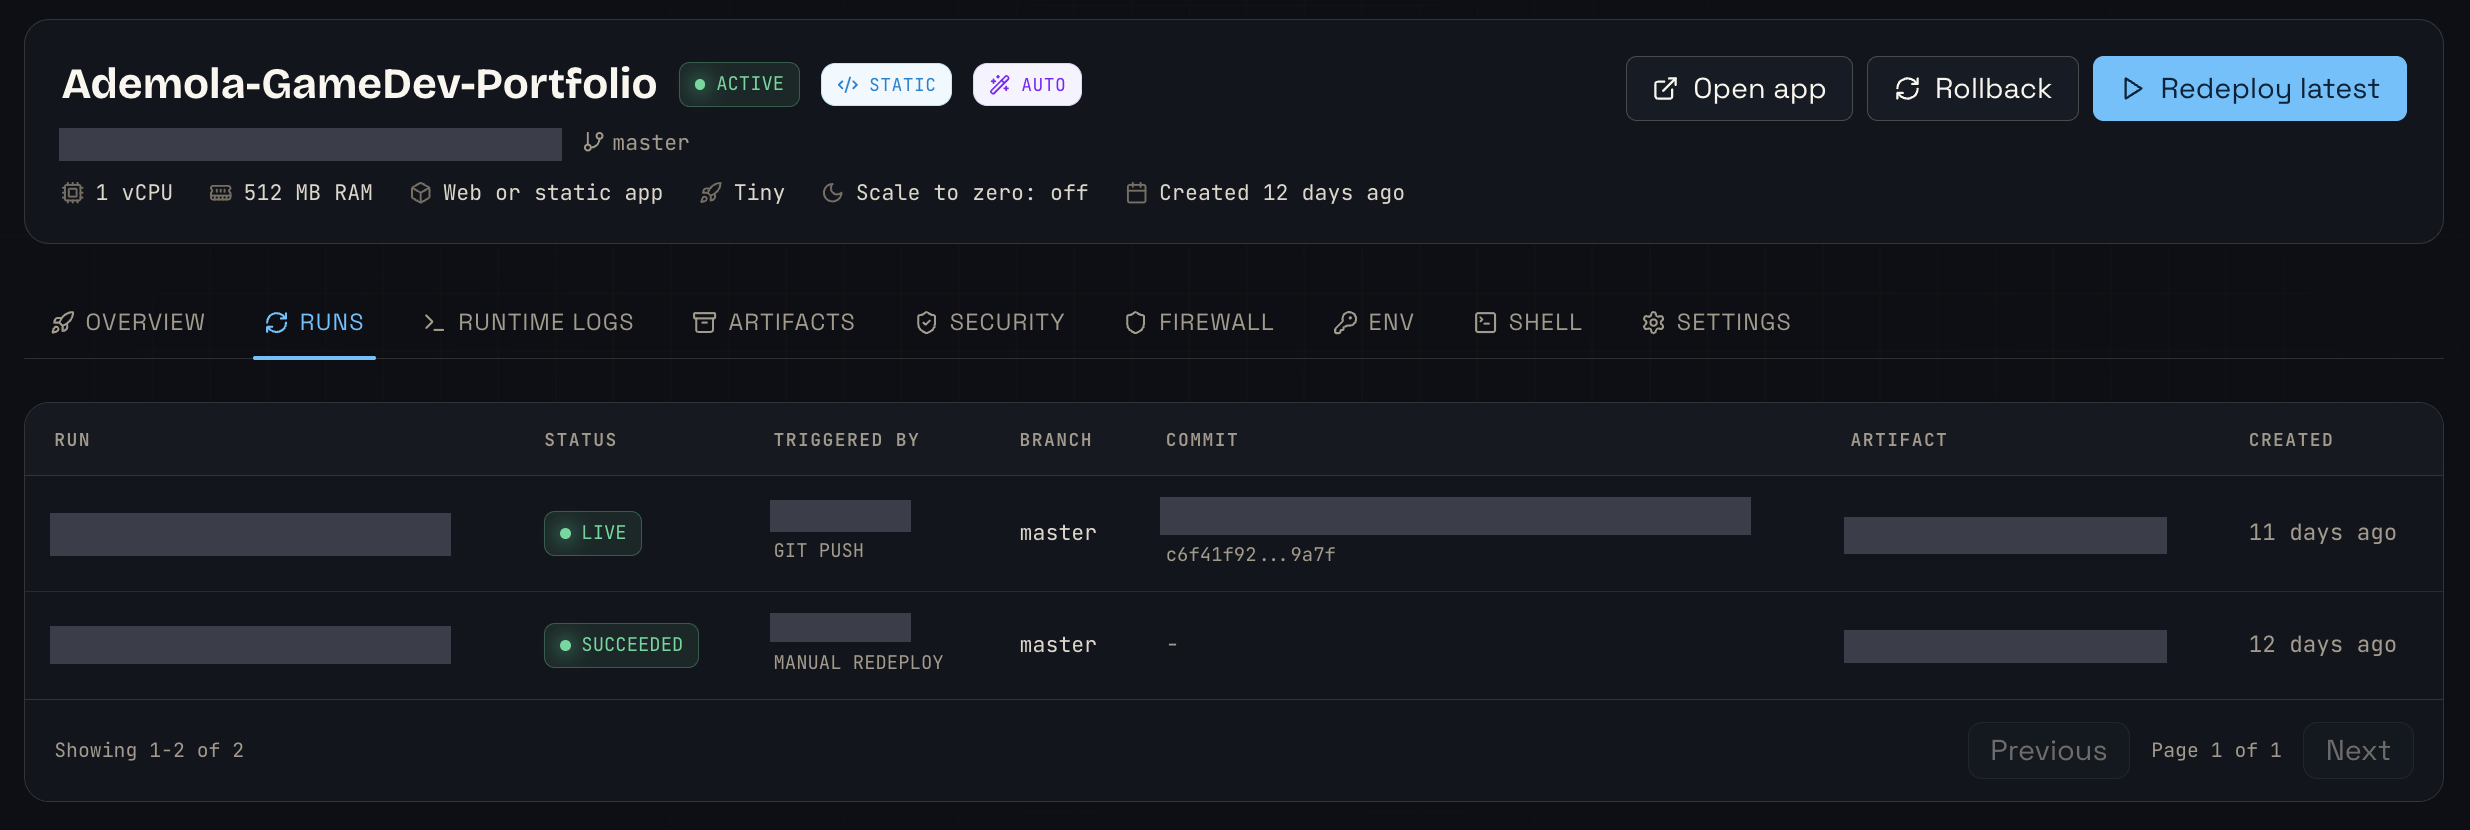 Ademola-GameDev-Portfolio ACTIVE STATIC AUTO Open app Rollback Redeploy latest
master
1 vCPU 512 MB RAM Web or static app Tiny Scale to zero: off Created 12 days ago
OVERVIEW RUNS RUNTIME LOGS ARTIFACTS SECURITY FIREWALL ENV SHELL SETTINGS
RUN STATUS TRIGGERED BY BRANCH COMMIT ARTIFACT CREATED
LIVE master 11 days ago
GIT PUSH c6f41f92...9a7f
SUCCEEDED master - 12 days ago
MANUAL REDEPLOY
Showing 1-2 of 2 Previous Page 1 of 1 Next